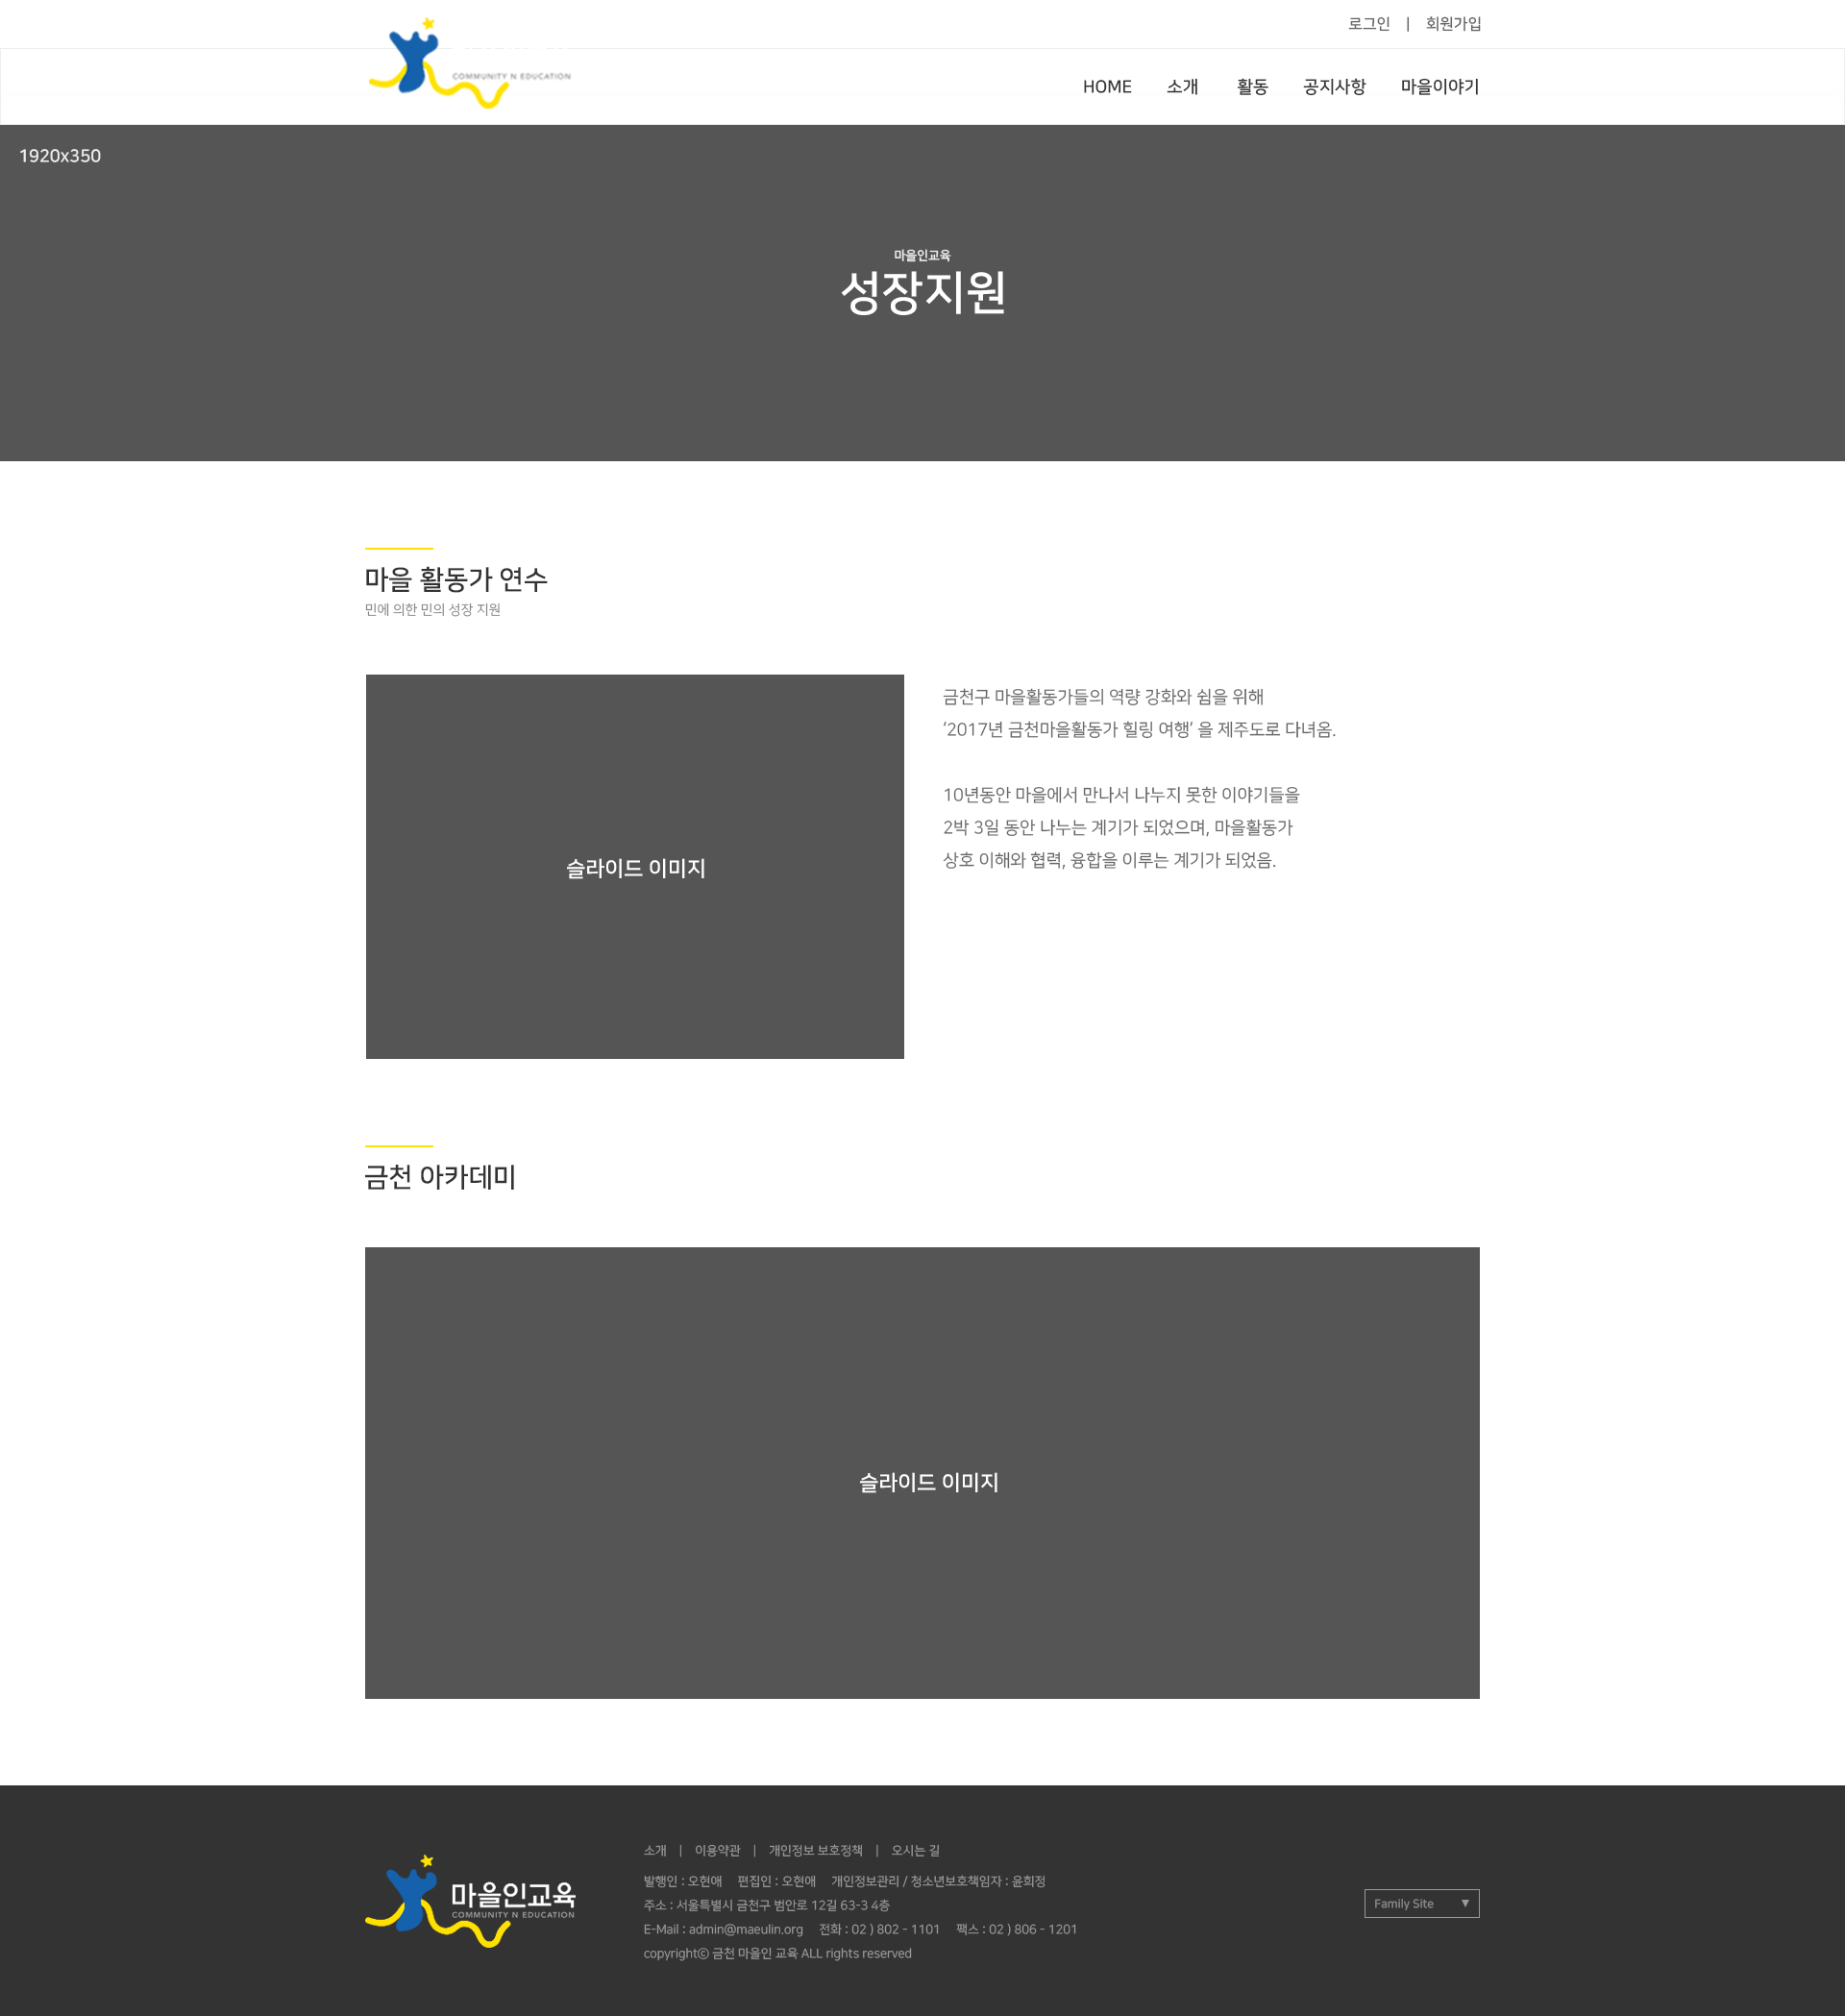 로그인 | 회원가입
COMMUNITY N EDUCATION
HOME 소개 활동 공지사항 마을이야기
1920x350
마을인교육
성장지원
마을 활동가 연수
민에 의한 민의 성장 지원
금천구 마을활동가들의 역량 강화와 쉼을 위해
‘2017년 금천마을활동가 힐링 여행’ 을 제주도로 다녀옴.
10년동안 마을에서 만나서 나누지 못한 이야기들을
2박 3일 동안 나누는 계기가 되었으며, 마을활동가
상호 이해와 협력, 융합을 이루는 계기가 되었음.
슬라이드 이미지
금천 아카데미
슬라이드 이미지
마을인교육
COMMUNITY N EDUCATION
소개 | 이용약관 | 개인정보 보호정책 | 오시는 길
발행인 : 오현애 편집인 : 오현애 개인정보관리 / 청소년보호책임자 : 윤희정
주소 : 서울특별시 금천구 범안로 12길 63-3 4층
E-Mail : admin@maeulin.org 전화 : 02 ) 802 - 1101 팩스 : 02 ) 806 - 1201
copyrightⓒ 금천 마을인 교육 ALL rights reserved
Family Site ▼